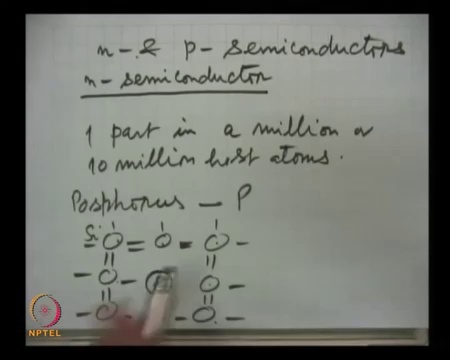 n- & p- semiconductors
n- semiconductor
1 part in a million or
10 million host atoms.
Posphorus — P
Si
P
NPTEL